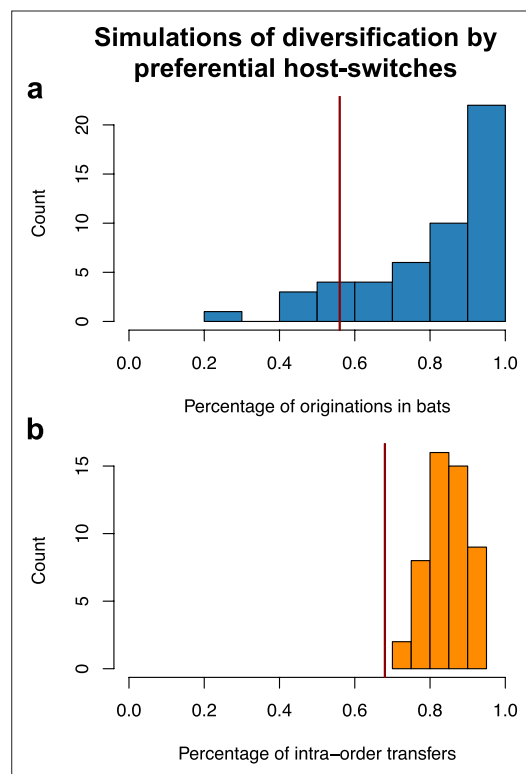 Simulations of diversification by
preferential host-switches
a
Count
20
15
10
5
0
0.0 0.2 0.4 0.6 0.8 1.0
Percentage of originations in bats
b
Count
15
10
5
0
0.0 0.2 0.4 0.6 0.8 1.0
Percentage of intra−order transfers